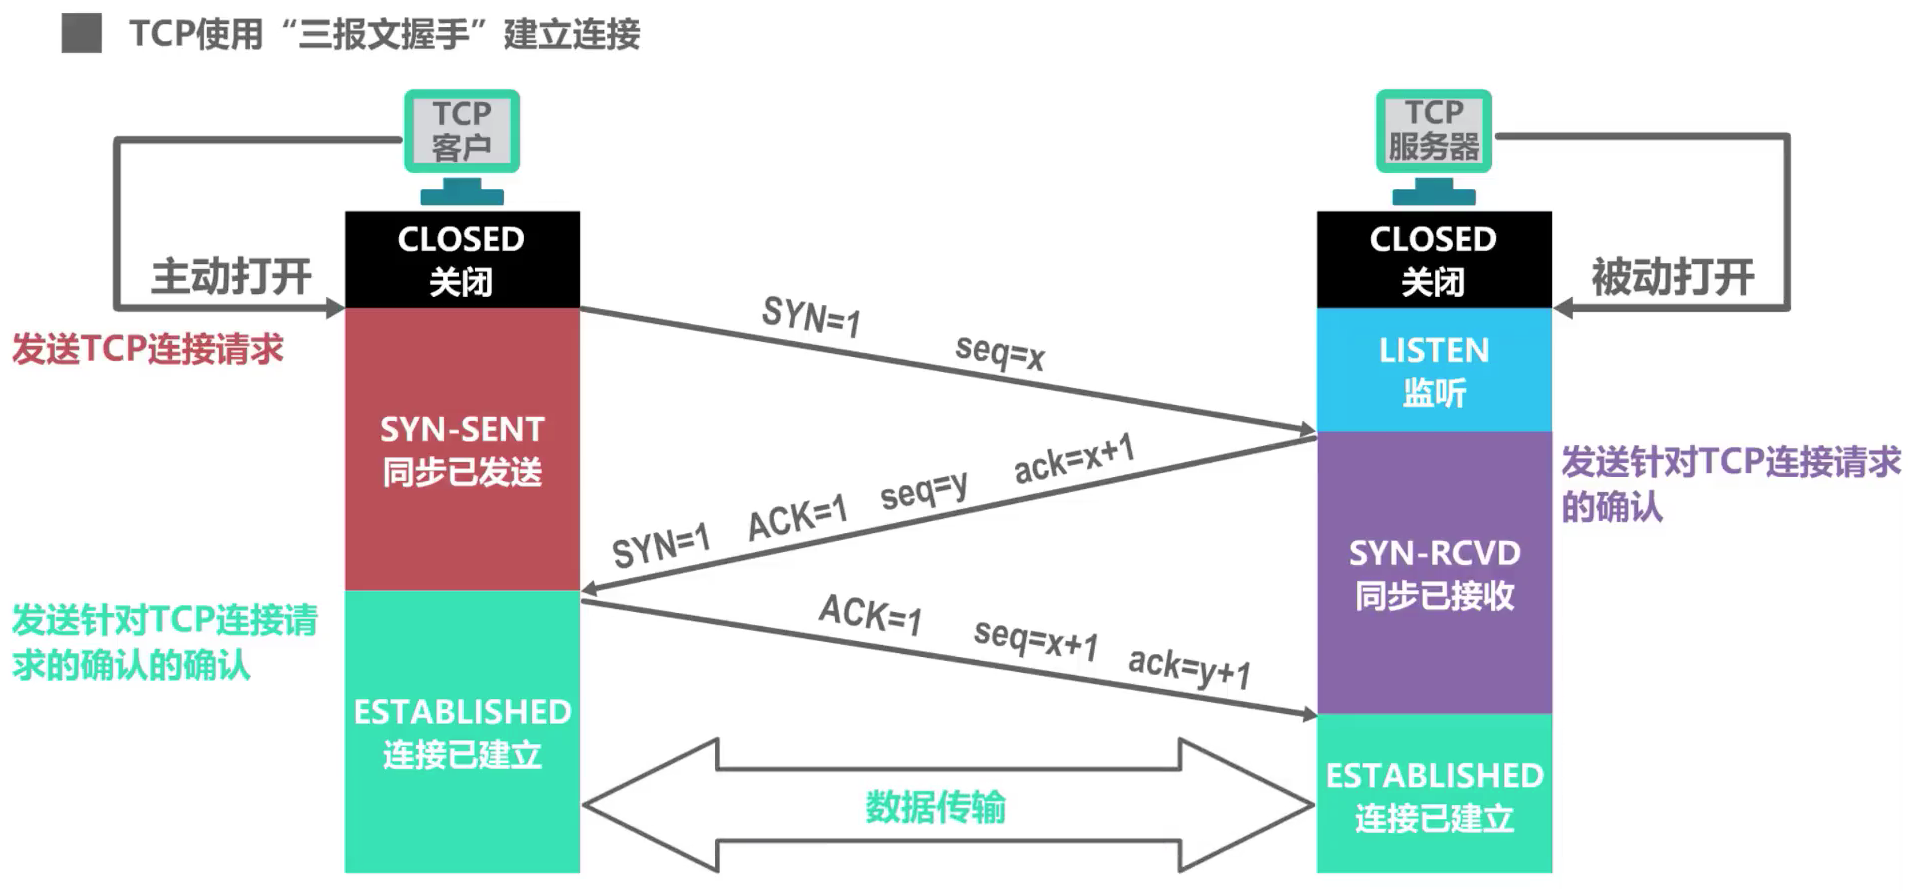 TCP使用“三报文握手”建立连接
TCP
客户
TCP
服务器
CLOSED
关闭
CLOSED
关闭
主动打开
被动打开
SYN=1 seq=x
发送TCP连接请求
LISTEN
监听
SYN-SENT
同步已发送
SYN=1 ACK=1 seq=y ack=x+1
发送针对TCP连接请求
的确认
SYN-RCVD
同步已接收
发送针对TCP连接请
求的确认的确认
ACK=1 seq=x+1 ack=y+1
ESTABLISHED
连接已建立
ESTABLISHED
连接已建立
数据传输